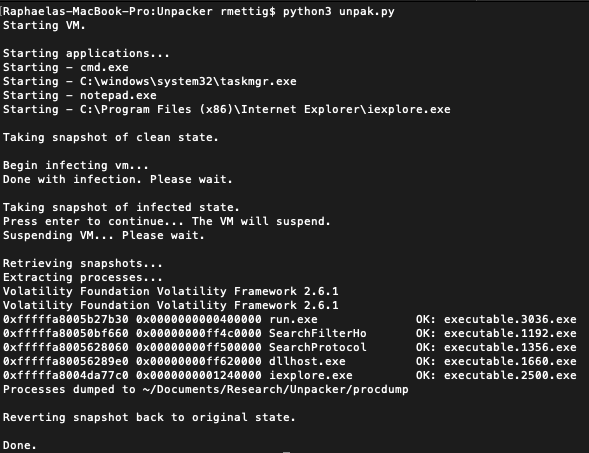 [Raphaelas-MacBook-Pro:Unpacker rmettig$ python3 unpak.py
Starting VM.
Starting applications...
Starting - cmd.exe
Starting - C:\windows\system32\taskmgr.exe
Starting - notepad.exe
Starting - C:\Program Files (x86)\Internet Explorer\iexplore.exe
Taking snapshot of clean state.
Begin infecting vm...
Done with infection. Please wait.
Taking snapshot of infected state.
Press enter to continue... The VM will suspend.
Suspending VM... Please wait.
Retrieving snapshots...
Extracting processes...
Volatility Foundation Volatility Framework 2.6.1
Volatility Foundation Volatility Framework 2.6.1
0xfffffa8005b27b30 0x0000000000400000 run.exe OK: executable.3036.exe
0xfffffa80050bf660 0x00000000ff4c0000 SearchFilterHo OK: executable.1192.exe
0xfffffa8005628060 0x00000000ff500000 SearchProtocol OK: executable.1356.exe
0xfffffa80056289e0 0x00000000ff620000 dllhost.exe OK: executable.1660.exe
0xfffffa8004da77c0 0x0000000001240000 iexplore.exe OK: executable.2500.exe
Processes dumped to ~/Documents/Research/Unpacker/procdump
Reverting snapshot back to original state.
Done.